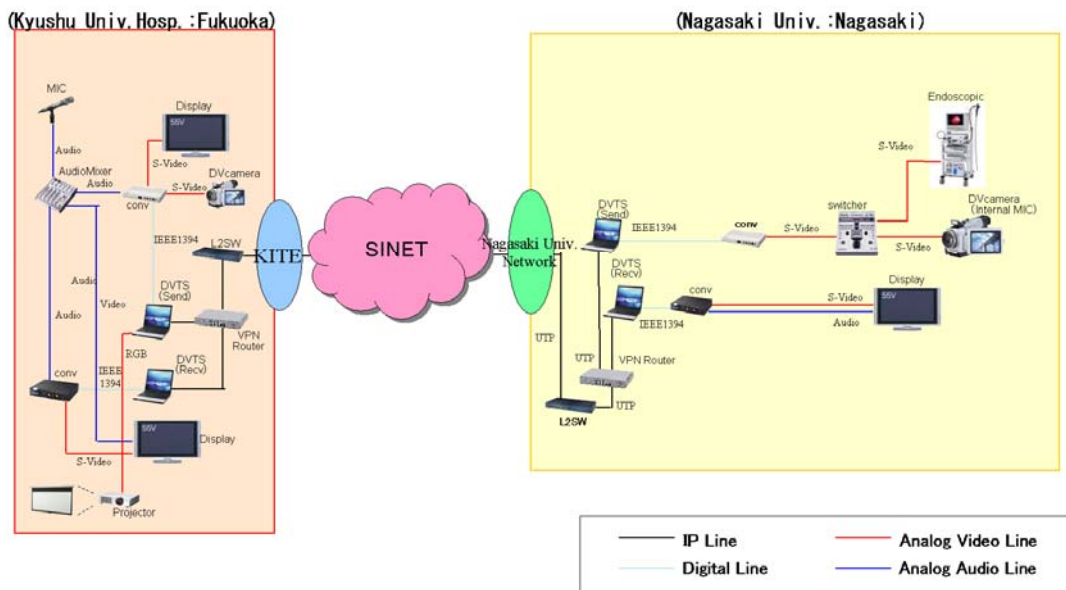 (Kyushu Univ.Hosp.:Fukuoka)
MIC
Display
55V
Audio
S-Video
AudioMixer
Audio
S-Video
DVcamera
conv
IEEE1394
L2SW
KITE
Audio
Video
DVTS
(Send)
Audio
VPN
Router
RGB
conv
IEEE
1394
DVTS
(Recv)
55V
Display
S-Video
Projector
SINET
(Nagasaki Univ.:Nagasaki)
Nagasaki Univ.
Network
Endoscopic
S-Video
DVTS
(Send)
IEEE1394
conv
S-Video
switcher
DVcamera
(Internal MIC)
S-Video
DVTS
(Recv)
IEEE1394
conv
S-Video
Audio
Display
55V
UTP
UTP
VPN Router
UTP
L2SW
IP Line
Analog Video Line
Digital Line
Analog Audio Line